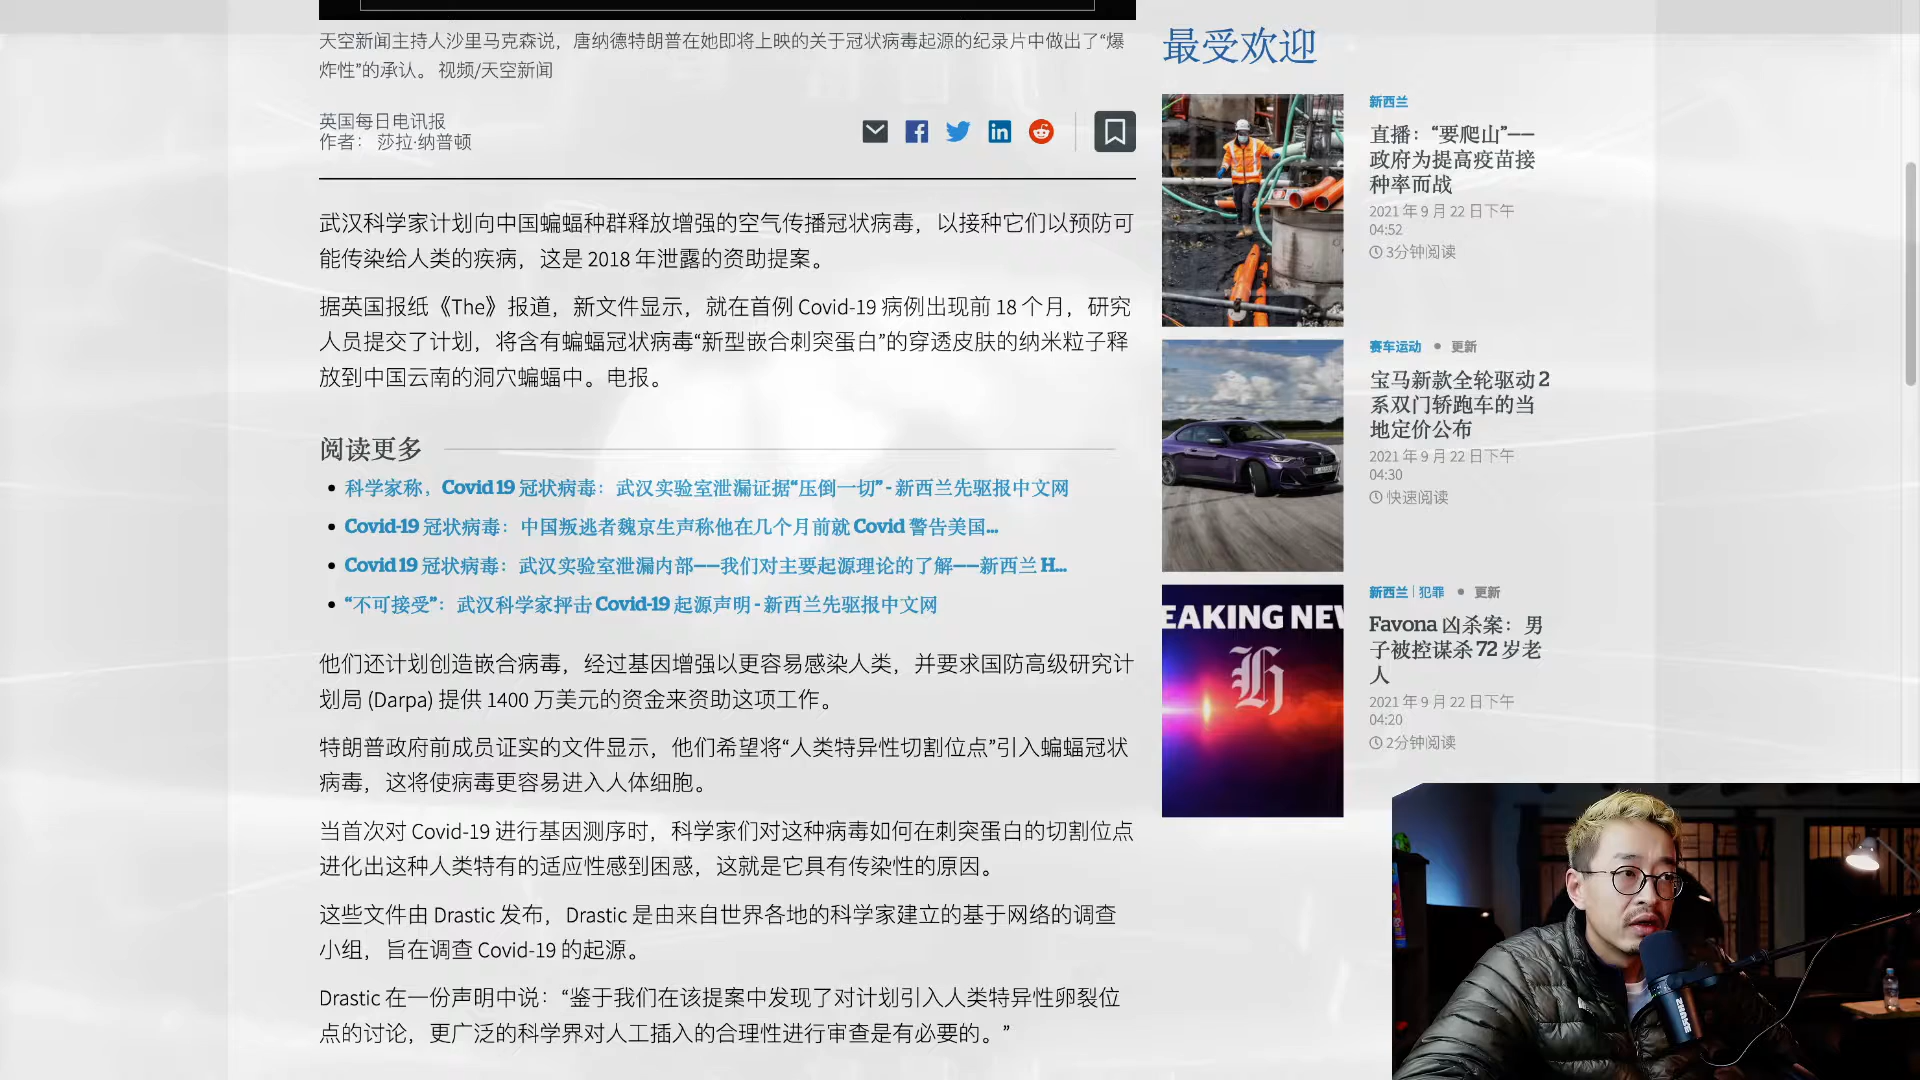 天空新闻主持人沙里马克森说，唐纳德特朗普在她即将上映的关于冠状病毒起源的纪录片中做出了“爆
炸性”的承认。 视频/天空新闻
英国每日电讯报
作者： 莎拉·纳普顿
武汉科学家计划向中国蝙蝠种群释放增强的空气传播冠状病毒，以接种它们以预防可
能传染给人类的疾病，这是 2018 年泄露的资助提案。
据英国报纸《The》报道，新文件显示，就在首例 Covid-19 病例出现前 18 个月，研究
人员提交了计划，将含有蝙蝠冠状病毒“新型嵌合刺突蛋白”的穿透皮肤的纳米粒子释
放到中国云南的洞穴蝙蝠中。电报。
阅读更多
科学家称，Covid 19 冠状病毒：武汉实验室泄漏证据“压倒一切” - 新西兰先驱报中文网
Covid-19 冠状病毒：中国叛逃者魏京生声称他在几个月前就 Covid 警告美国...
Covid 19 冠状病毒：武汉实验室泄漏内部——我们对主要起源理论的了解——新西兰 H...
“不可接受”：武汉科学家抨击 Covid-19 起源声明 - 新西兰先驱报中文网
他们还计划创造嵌合病毒，经过基因增强以更容易感染人类，并要求国防高级研究计
划局 (Darpa) 提供 1400 万美元的资金来资助这项工作。
特朗普政府前成员证实的文件显示，他们希望将“人类特异性切割位点”引入蝙蝠冠状
病毒，这将使病毒更容易进入人体细胞。
当首次对 Covid-19 进行基因测序时，科学家们对这种病毒如何在刺突蛋白的切割位点
进化出这种人类特有的适应性感到困惑，这就是它具有传染性的原因。
这些文件由 Drastic 发布，Drastic 是由来自世界各地的科学家建立的基于网络的调查
小组，旨在调查 Covid-19 的起源。
Drastic 在一份声明中说：“鉴于我们在该提案中发现了对计划引入人类特异性卵裂位
点的讨论，更广泛的科学界对人工插入的合理性进行审查是有必要的。”
最受欢迎
新西兰
直播：“要爬山”——
政府为提高疫苗接
种率而战
2021 年 9 月 22 日下午
04:52
3分钟阅读
赛车运动 • 更新
宝马新款全轮驱动 2
系双门轿跑车的当
地定价公布
2021 年 9 月 22 日下午
04:30
快速阅读
EAKING NEW
H
新西兰 | 犯罪 • 更新
Favona 凶杀案：男
子被控谋杀 72 岁老
人
2021 年 9 月 22 日下午
04:20
2分钟阅读